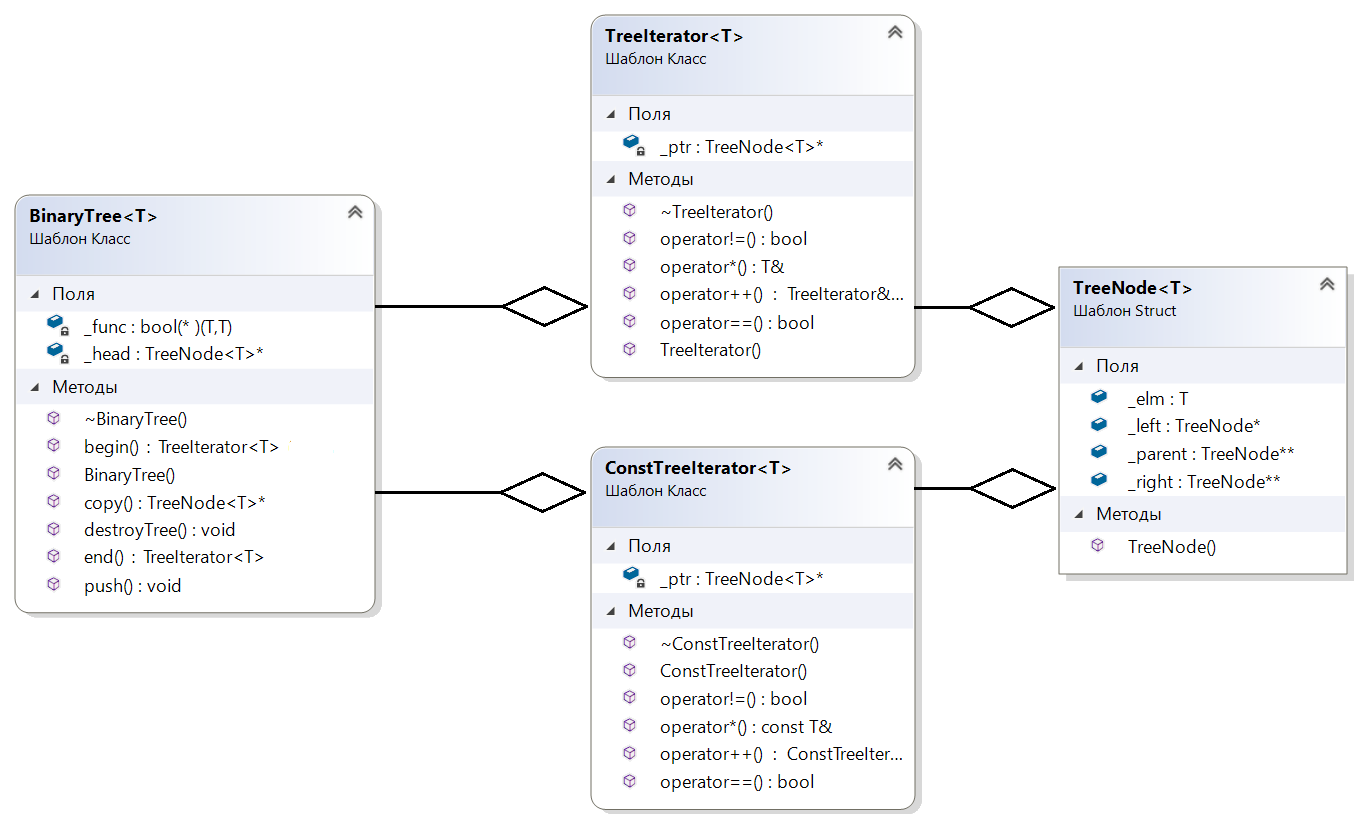 BinaryTree<T>
Шаблон Класс
Поля
_func : bool(* )(T,T)
_head : TreeNode<T>*
Методы
~BinaryTree()
begin() : TreeIterator<T>
BinaryTree()
copy() : TreeNode<T>*
destroyTree() : void
end() : TreeIterator<T>
push() : void
TreeIterator<T>
Шаблон Класс
Поля
_ptr : TreeNode<T>*
Методы
~TreeIterator()
operator!=() : bool
operator*() : T&
operator++() : TreeIterator&...
operator==() : bool
TreeIterator()
ConstTreeIterator<T>
Шаблон Класс
Поля
_ptr : TreeNode<T>*
Методы
~ConstTreeIterator()
ConstTreeIterator()
operator!=() : bool
operator*() : const T&
operator++() : ConstTreeIter...
operator==() : bool
TreeNode<T>
Шаблон Struct
Поля
_elm : T
_left : TreeNode*
_parent : TreeNode**
_right : TreeNode**
Методы
TreeNode()